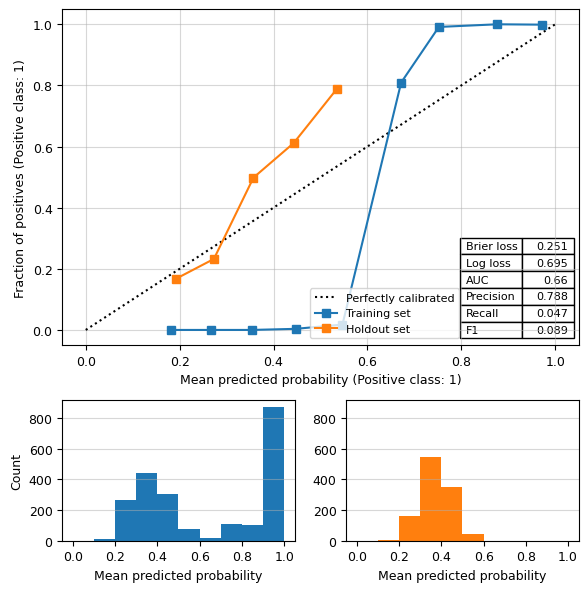 1.0
0.8
0.6
0.4
0.2
0.0
Fraction of positives (Positive class: 1)
Perfectly calibrated
Training set
Holdout set
Brier loss 0.251
Log loss 0.695
AUC 0.66
Precision 0.788
Recall 0.047
F1 0.089
0.0 0.2 0.4 0.6 0.8 1.0
Mean predicted probability (Positive class: 1)
800
600
400
200
0
Count
0.0 0.2 0.4 0.6 0.8 1.0
Mean predicted probability
800
600
400
200
0
0.0 0.2 0.4 0.6 0.8 1.0
Mean predicted probability